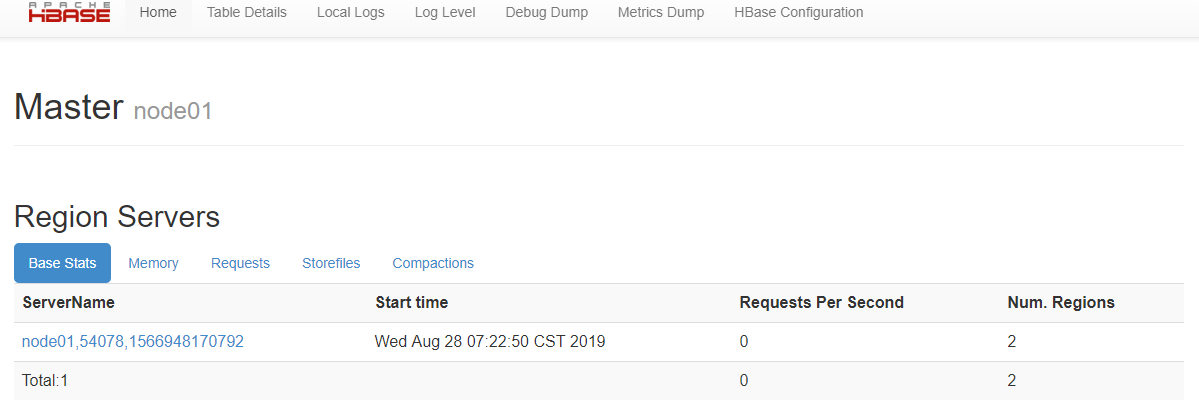 APACHE
HBASE
Home Table Details Local Logs Log Level Debug Dump Metrics Dump HBase Configuration
Master node01
Region Servers
Base Stats Memory Requests Storefiles Compactions
ServerName Start time Requests Per Second Num. Regions
node01,54078,1566948170792 Wed Aug 28 07:22:50 CST 2019 0 2
Total:1 0 2